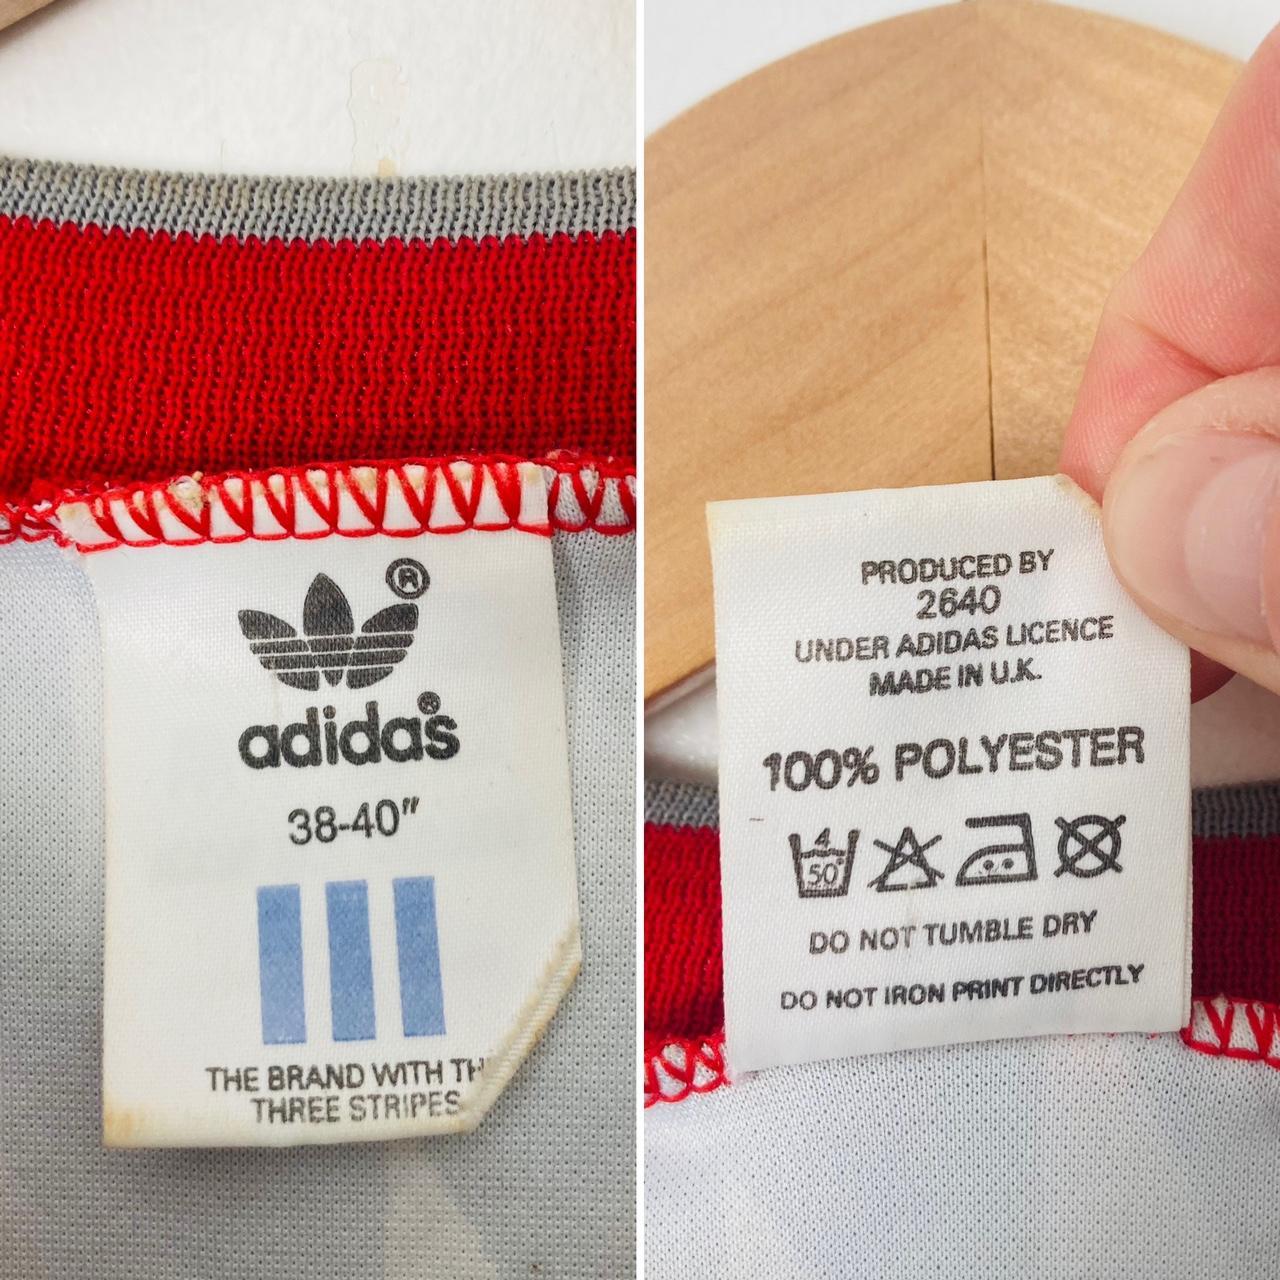 ®
adidas®
38-40"
THE BRAND WITH
THREE STRIPES
PRODUCED BY
2640
UNDER ADIDAS LICENCE
MADE IN U.K.
100% POLYESTER
4
50°
DO NOT TUMBLE DRY
DO NOT IRON PRINT DIRECTLY